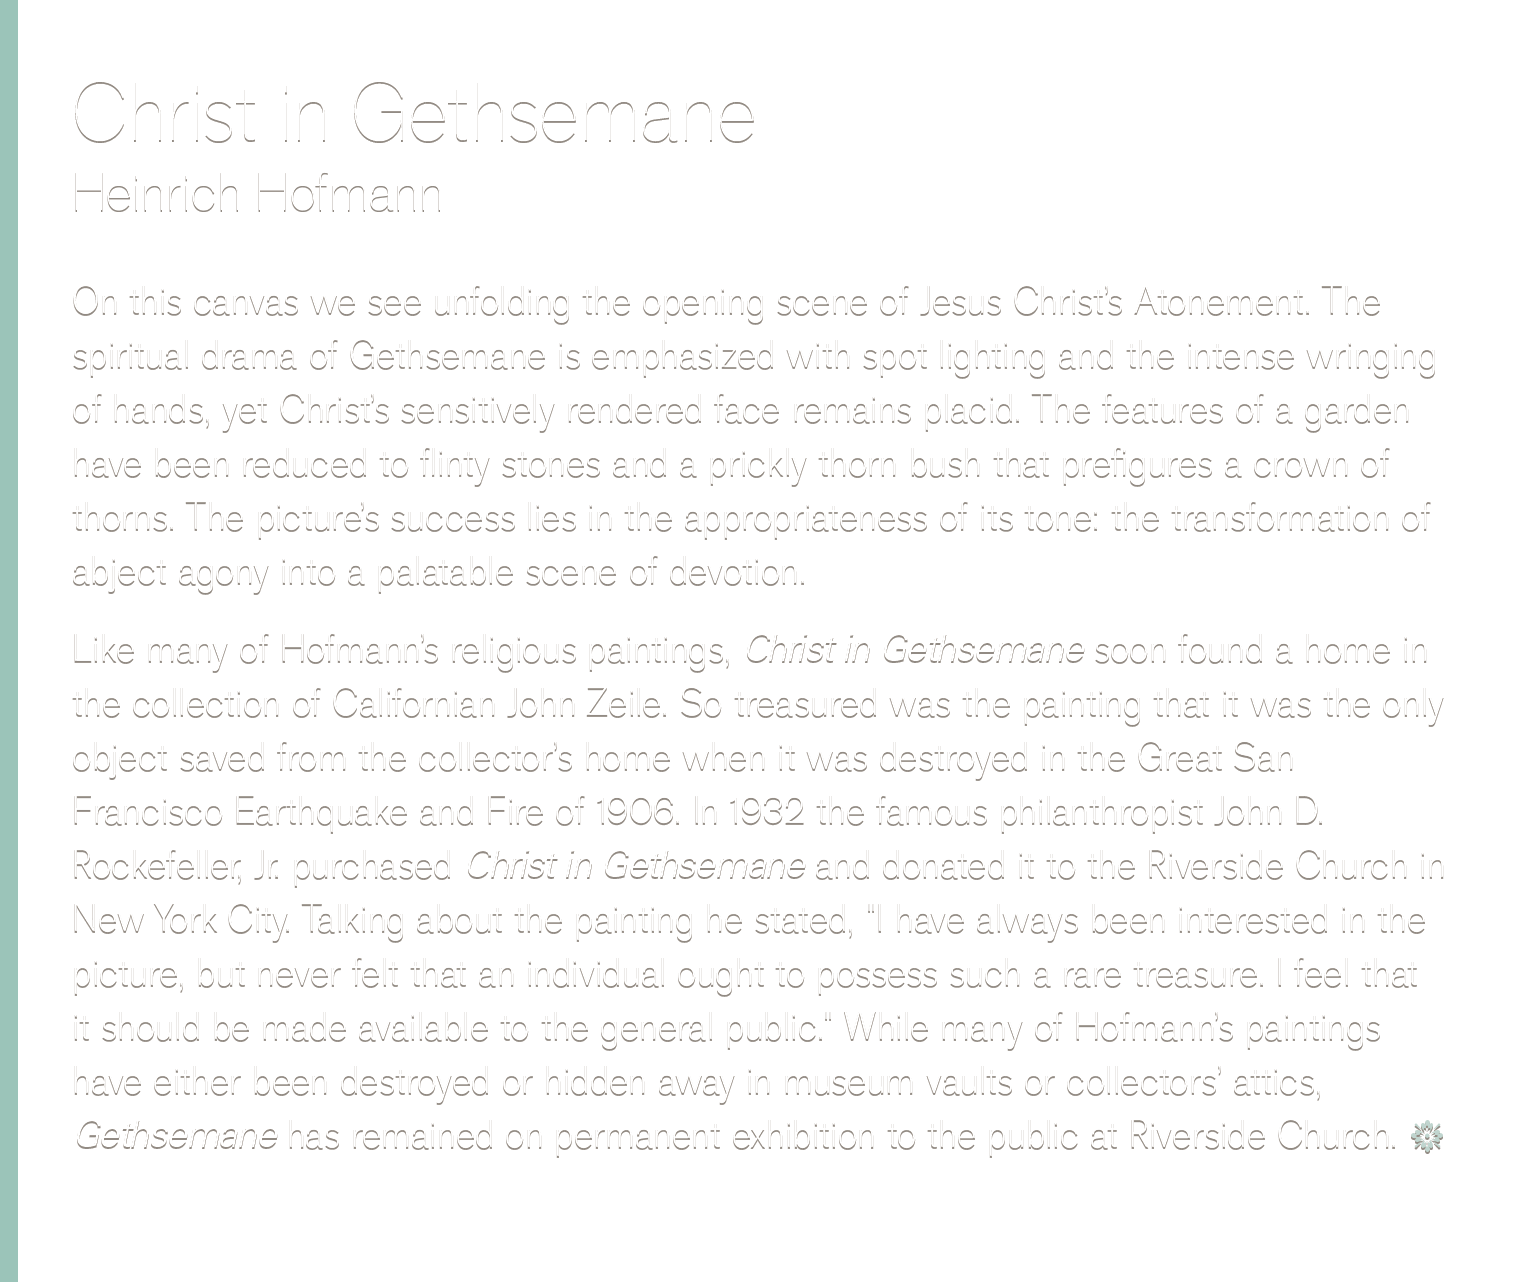 Christ in Gethsemane
Heinrich Hofmann
On this canvas we see unfolding the opening scene of Jesus Christ’s Atonement. The
spiritual drama of Gethsemane is emphasized with spot lighting and the intense wringing
of hands, yet Christ’s sensitively rendered face remains placid. The features of a garden
have been reduced to flinty stones and a prickly thorn bush that prefigures a crown of
thorns. The picture’s success lies in the appropriateness of its tone: the transformation of
abject agony into a palatable scene of devotion.
Like many of Hofmann’s religious paintings, Christ in Gethsemane soon found a home in
the collection of Californian John Zeile. So treasured was the painting that it was the only
object saved from the collector’s home when it was destroyed in the Great San
Francisco Earthquake and Fire of 1906. In 1932 the famous philanthropist John D.
Rockefeller, Jr. purchased Christ in Gethsemane and donated it to the Riverside Church in
New York City. Talking about the painting he stated, "I have always been interested in the
picture, but never felt that an individual ought to possess such a rare treasure. I feel that
it should be made available to the general public." While many of Hofmann’s paintings
have either been destroyed or hidden away in museum vaults or collectors’ attics,
Gethsemane has remained on permanent exhibition to the public at Riverside Church.